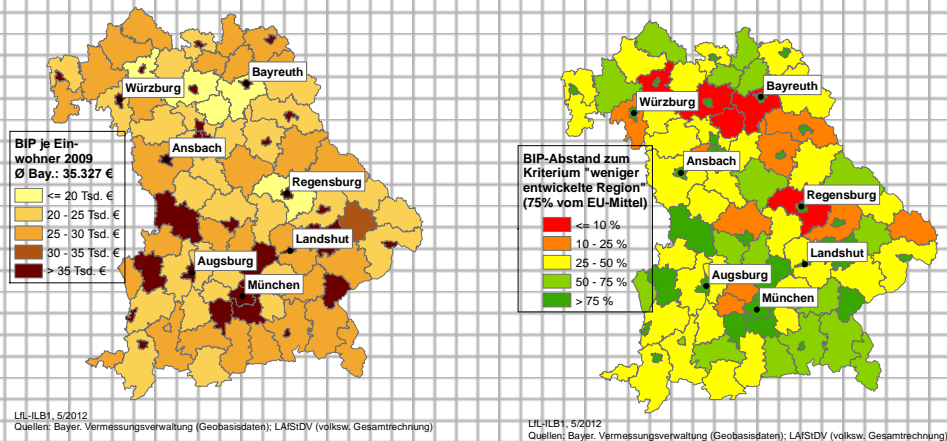 Würzburg
Bayreuth
Ansbach
Regensburg
Landshut
Augsburg
München
BIP je Ein-
wohner 2009
Ø Bay.: 35.327 €
<= 20 Tsd. €
20 - 25 Tsd. €
25 - 30 Tsd. €
30 - 35 Tsd. €
> 35 Tsd. €
LfL-ILB1, 5/2012
Quellen: Bayer. Vermessungsverwaltung (Geobasisdaten); LAfStDV (volksw. Gesamtrechnung)
Würzburg
Bayreuth
Ansbach
Regensburg
Landshut
Augsburg
München
BIP-Abstand zum
Kriterium "weniger
entwickelte Region"
(75% vom EU-Mittel)
<= 10 %
10 - 25 %
25 - 50 %
50 - 75 %
> 75 %
LfL-ILB1, 5/2012
Quellen: Bayer. Vermessungsverwaltung (Geobasisdaten); LAfStDV (volksw. Gesamtrechnung)